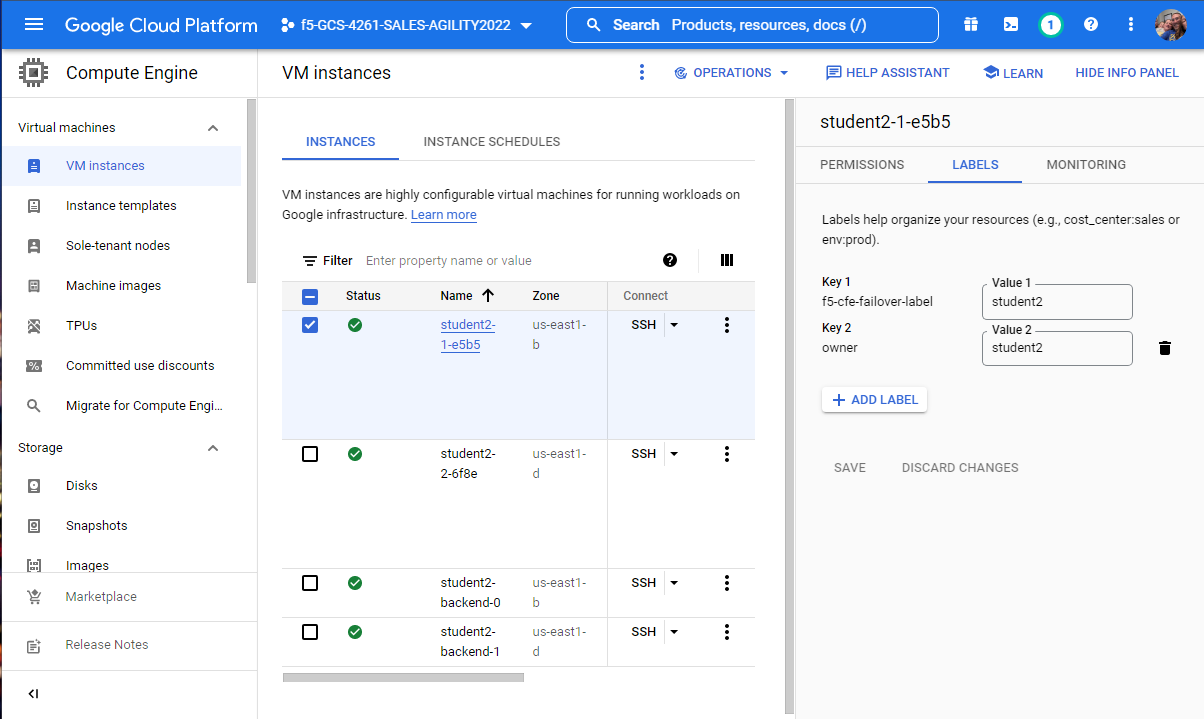 Google Cloud Platform
f5-GCS-4261-SALES-AGILITY2022
Search Products, resources, docs (/)
1
Compute Engine
VM instances
OPERATIONS
HELP ASSISTANT
LEARN
HIDE INFO PANEL
Virtual machines
VM instances
Instance templates
Sole-tenant nodes
Machine images
TPUs
Committed use discounts
Migrate for Compute Engi...
Storage
Disks
Snapshots
Images
Marketplace
Release Notes
INSTANCES
INSTANCE SCHEDULES
VM instances are highly configurable virtual machines for running workloads on
Google infrastructure. Learn more
Filter Enter property name or value
Status Name Zone Connect
student2-
1-e5b5
us-east1-
b
SSH
student2-
2-6f8e
us-east1-
d
SSH
student2-
backend-0
us-east1-
b
SSH
student2-
backend-1
us-east1-
d
SSH
student2-1-e5b5
PERMISSIONS
LABELS
MONITORING
Labels help organize your resources (e.g., cost_center:sales or
env:prod).
Key 1
f5-cfe-failover-label
Value 1
student2
Key 2
owner
Value 2
student2
ADD LABEL
SAVE
DISCARD CHANGES